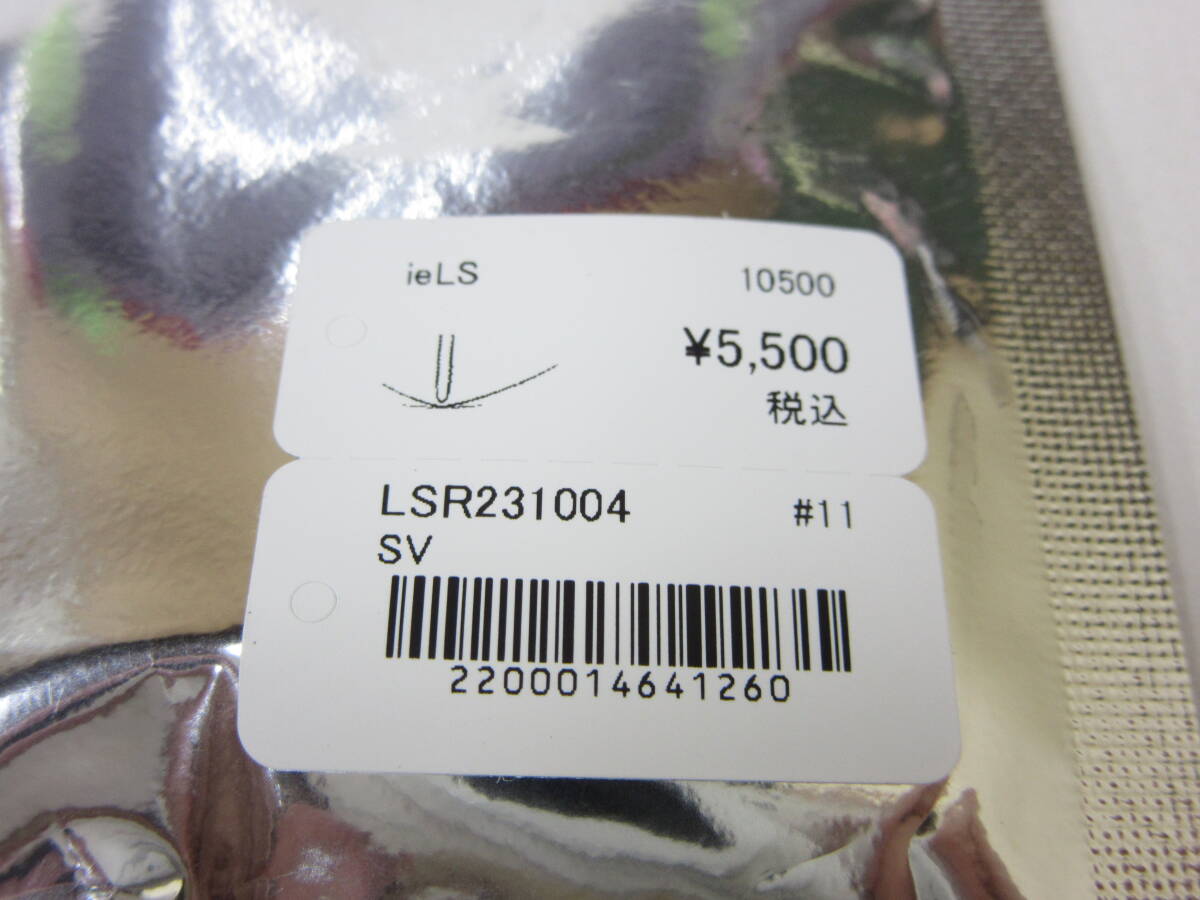 ieLS 10500
¥5,500
税込
LSR231004 #11
SV
2200014641260